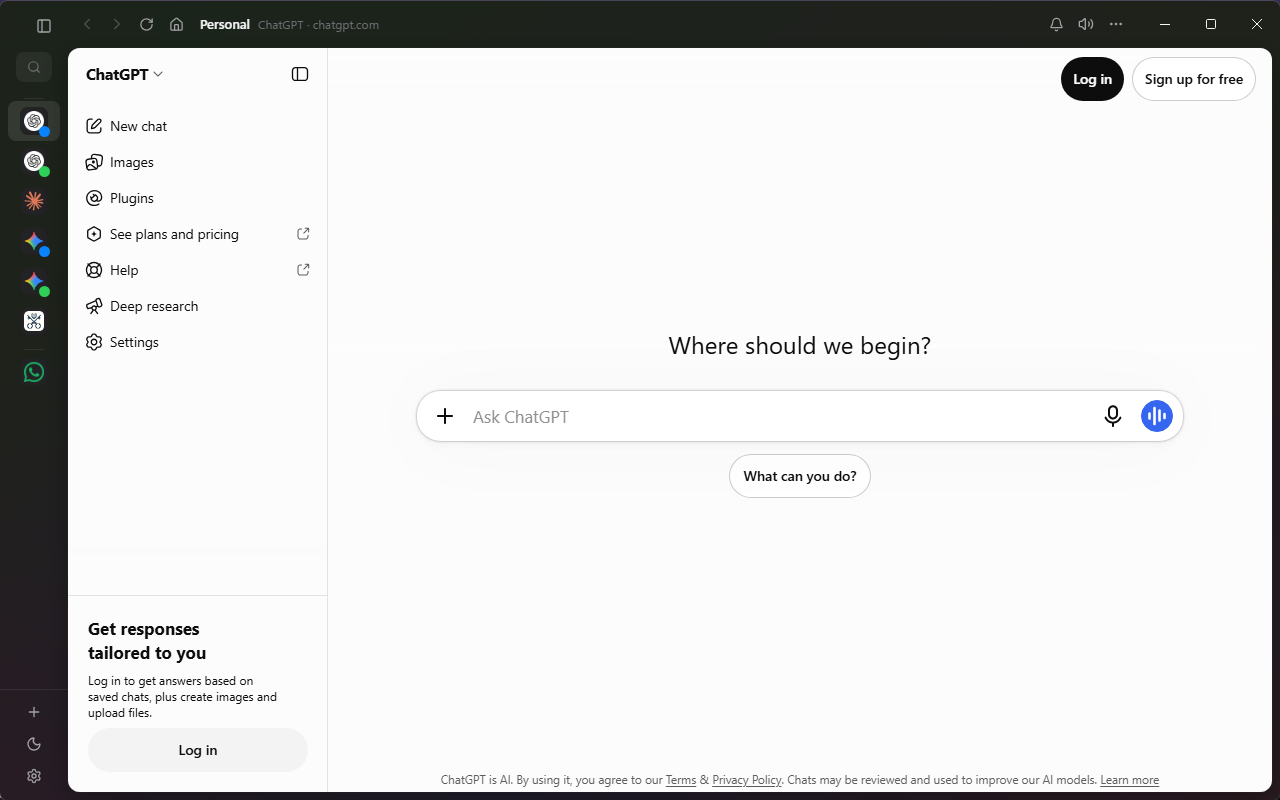 Personal ChatGPT · chatgpt.com
ChatGPT
Log in
Sign up for free
New chat
Images
Plugins
See plans and pricing
Help
Deep research
Settings
Where should we begin?
Ask ChatGPT
What can you do?
Get responses
tailored to you
Log in to get answers based on
saved chats, plus create images and
upload files.
Log in
ChatGPT is AI. By using it, you agree to our Terms & Privacy Policy. Chats may be reviewed and used to improve our AI models. Learn more